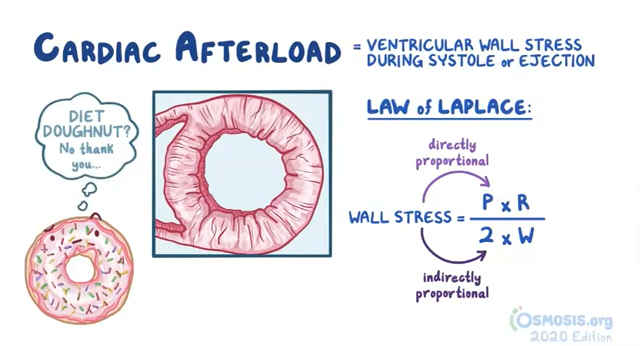 CARDIAC AFTERLOAD = VENTRICULAR WALL STRESS
DURING SYSTOLE or EJECTION
LAW of LAPLACE:
DIET
DOUGHNUT?
No thank
you...
directly
proportional
WALL STRESS = P x R
2 x W
indirectly
proportional
OSMOSIS.org
2020 Edition